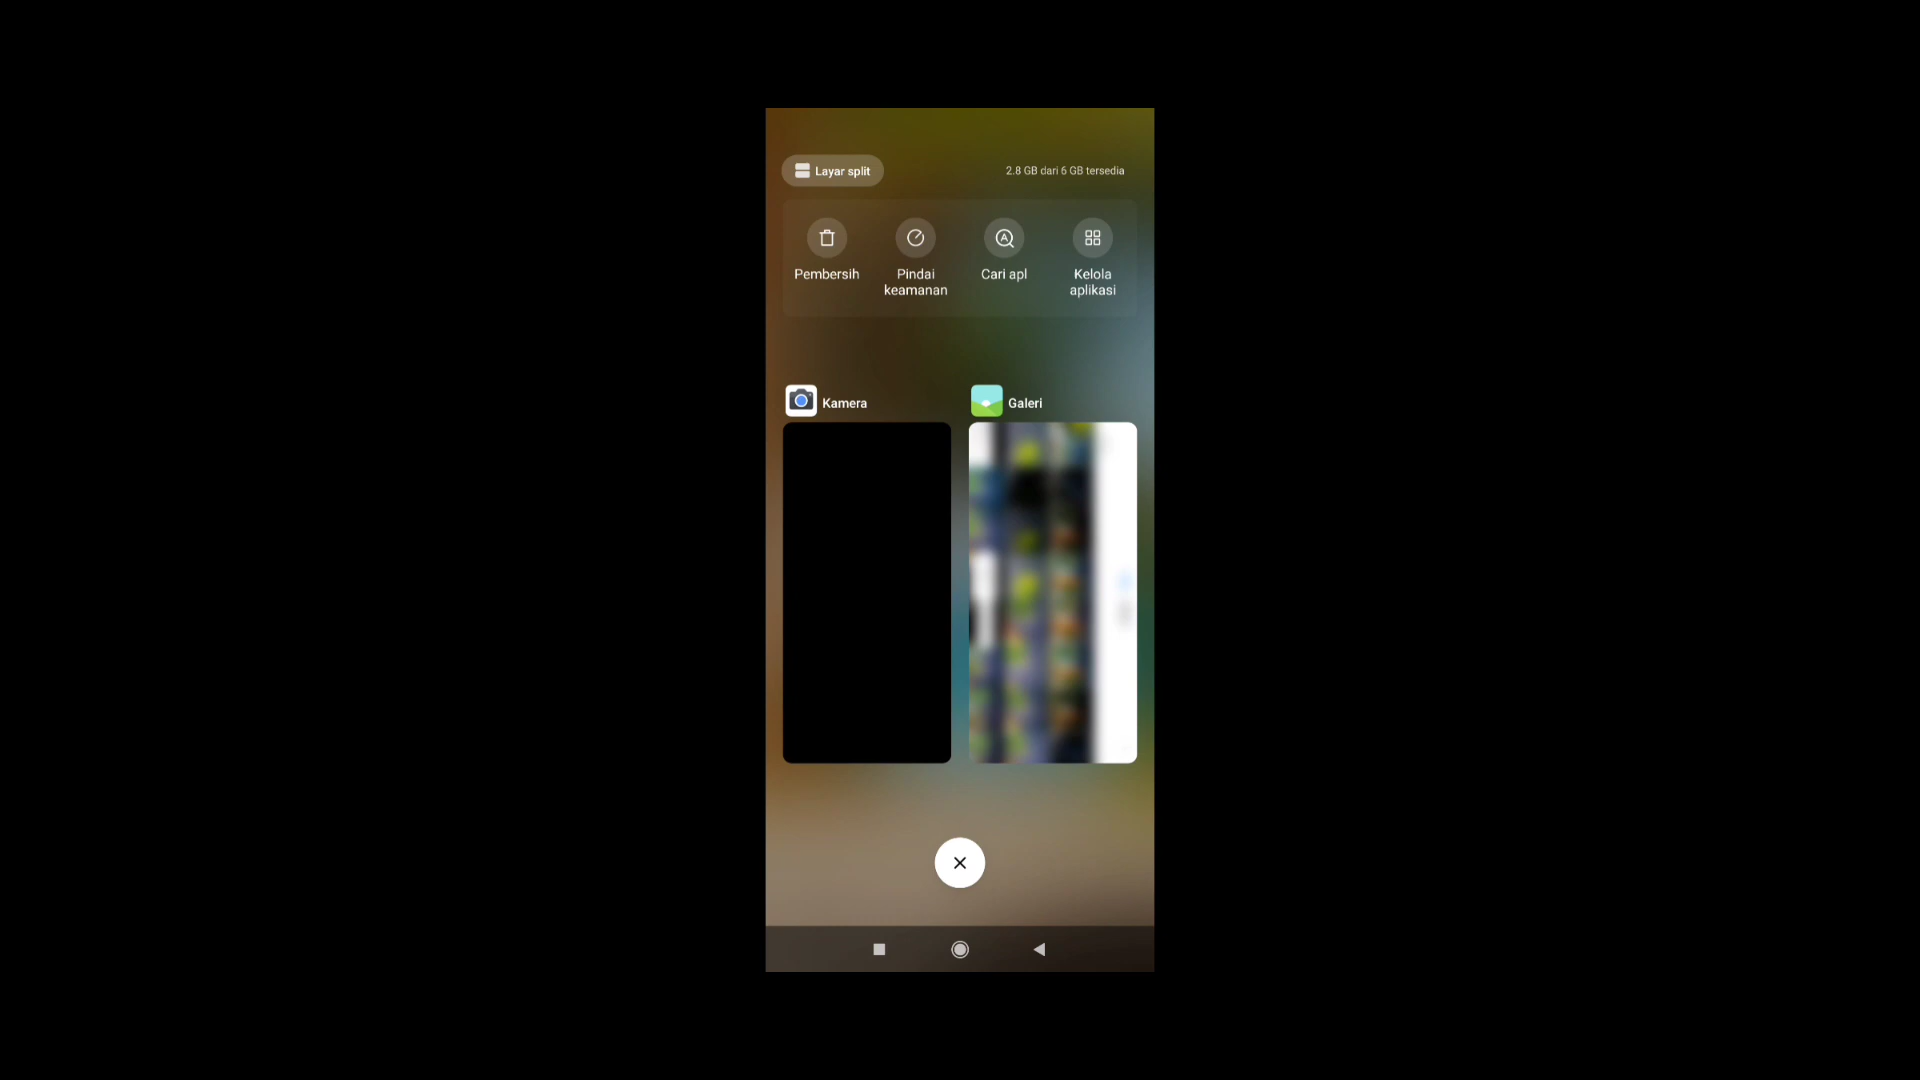 Layar split
2.8 GB dari 6 GB tersedia
Pembersih
Pindai
keamanan
Cari apl
Kelola
aplikasi
Kamera
Galeri